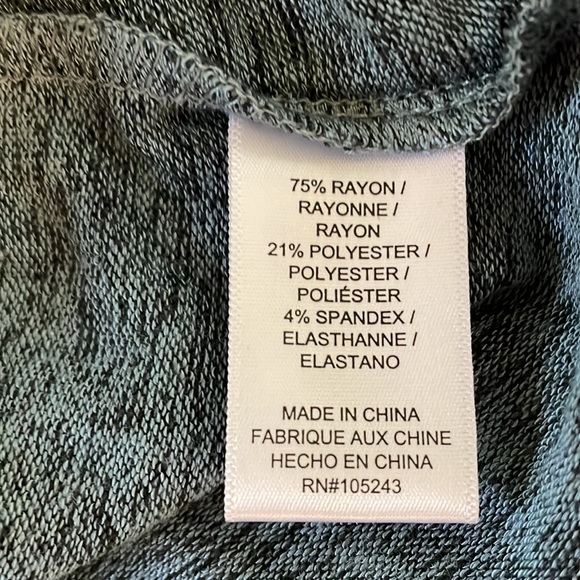 75% RAYON /
RAYONNE /
RAYON
21% POLYESTER /
POLYESTER /
POLIÉSTER
4% SPANDEX /
ELASTHANNE /
ELASTANO
MADE IN CHINA
FABRIQUE AUX CHINE
HECHO EN CHINA
RN#105243